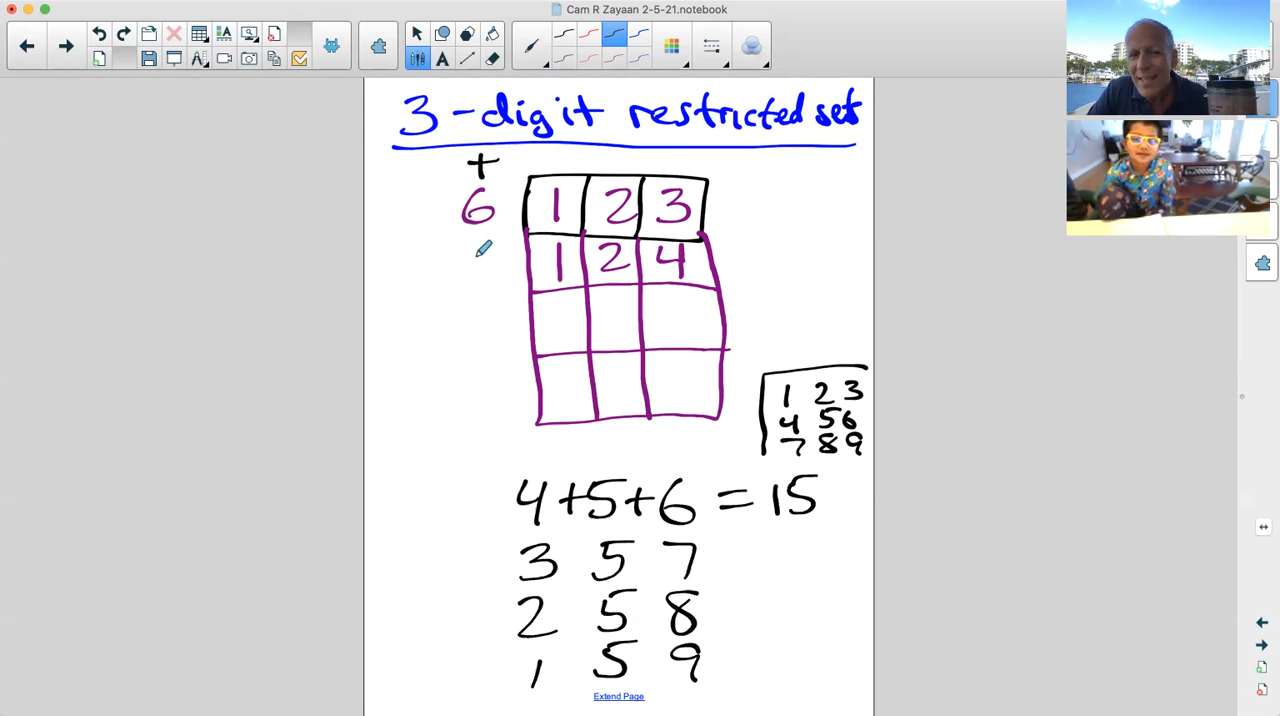 Cam R Zayaan 2-5-21.notebook
A
3-digit restricted set
+
6 1 2 3
1 2 4
1 2 3
4 5 6
7 8 9
4+5+6=15
3 5 7
2 5 8
1 5 9
Extend Page